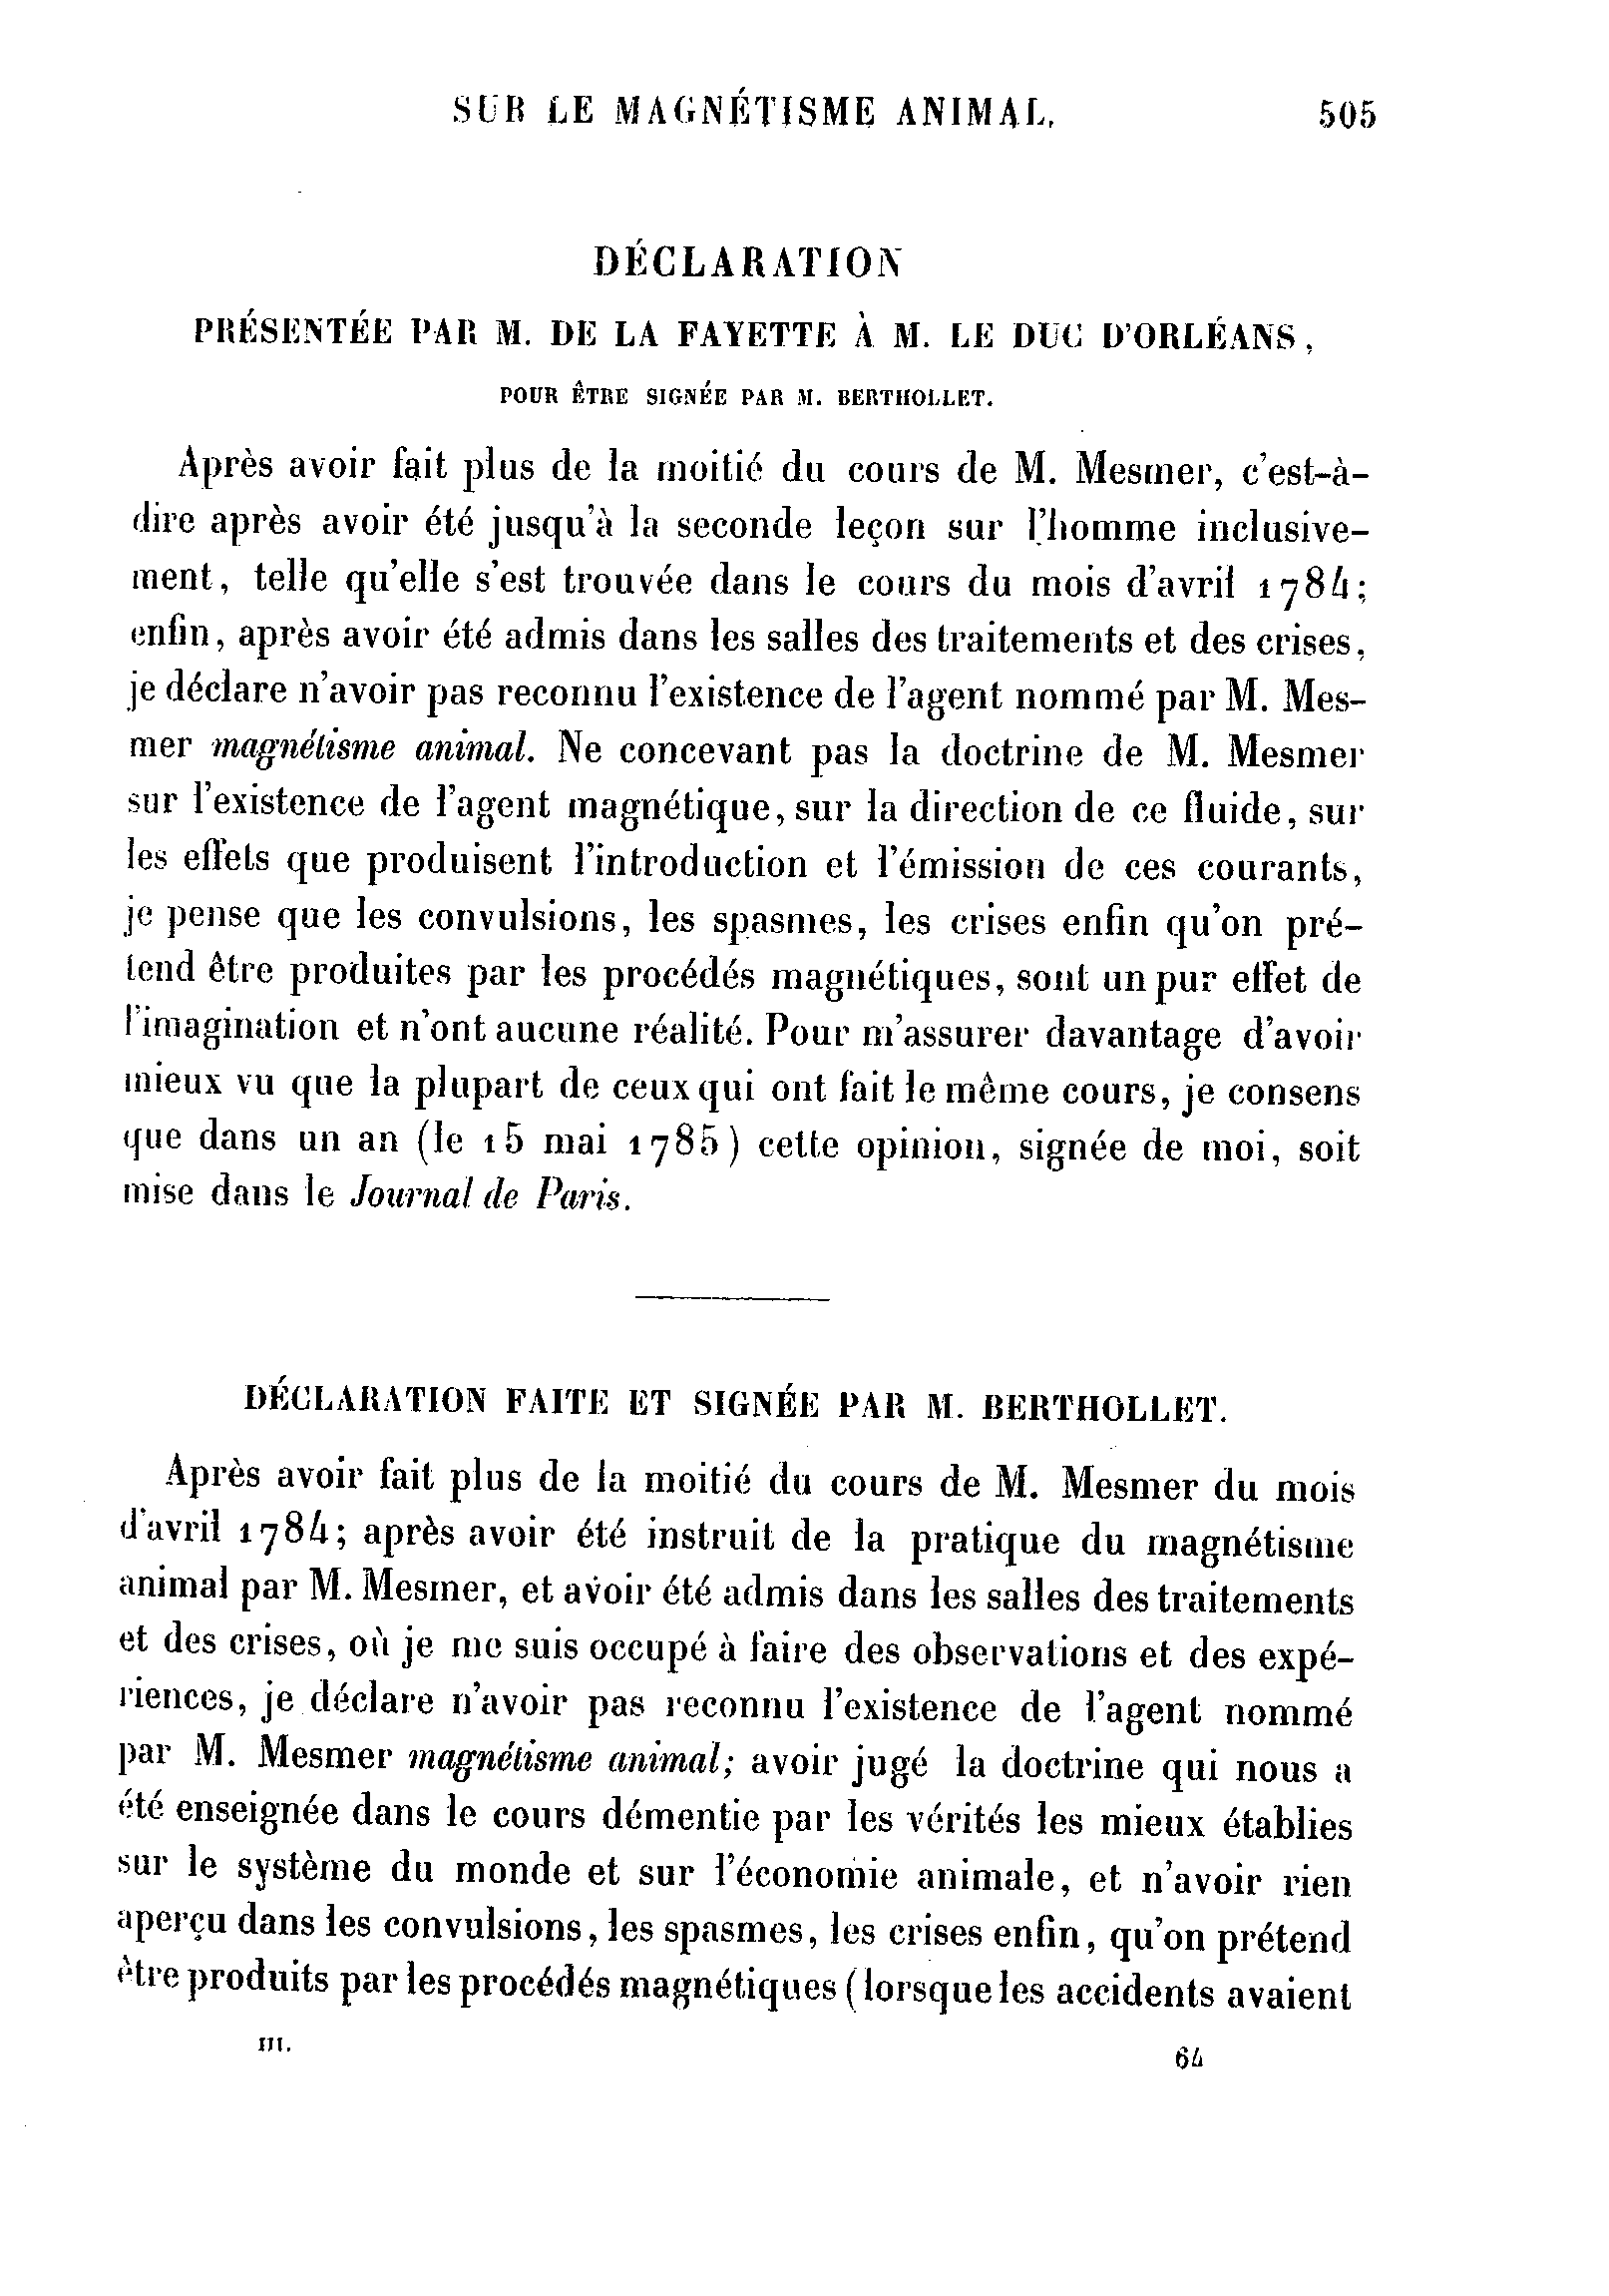 SUR LE MAGNÉTISME ANIMAL. 505
DÉCLARATION
PRÉSENTÉE PAR M. DE LA FAYETTE À M. LE DUC D'ORLÉANS,
POUR ÊTRE SIGNÉE PAR M. BERTHOLLET.
Après avoir fait plus de la moitié du cours de M. Mesmer, c'est-à-
dire après avoir été jusqu'à la seconde leçon sur l'homme inclusive-
ment, telle qu'elle s'est trouvée dans le cours du mois d'avril 1784;
enfin, après avoir été admis dans les salles des traitements et des crises,
je déclare n'avoir pas reconnu l'existence de l'agent nommé par M. Mes-
mer magnétisme animal. Ne concevant pas la doctrine de M. Mesmer
sur l'existence de l'agent magnétique, sur la direction de ce fluide, sur
les effets que produisent l'introduction et l'émission de ces courants,
je pense que les convulsions, les spasmes, les crises enfin qu'on pré-
tend être produites par les procédés magnétiques, sont un pur effet de
l'imagination et n'ont aucune réalité. Pour m'assurer davantage d'avoir
mieux vu que la plupart de ceux qui ont fait le même cours, je consens
que dans un an (le 15 mai 1785) cette opinion, signée de moi, soit
mise dans le Journal de Paris.
DÉCLARATION FAITE ET SIGNÉE PAR M. BERTHOLLET.
Après avoir fait plus de la moitié du cours de M. Mesmer du mois
d'avril 1784; après avoir été instruit de la pratique du magnétisme
animal par M. Mesmer, et avoir été admis dans les salles des traitements
et des crises, où je me suis occupé à faire des observations et des expé-
riences, je déclare n'avoir pas reconnu l'existence de l'agent nommé
par M. Mesmer magnétisme animal; avoir jugé la doctrine qui nous a
été enseignée dans le cours démentie par les vérités les mieux établies
sur le système du monde et sur l'économie animale, et n'avoir rien
aperçu dans les convulsions, les spasmes, les crises enfin, qu'on prétend
être produits par les procédés magnétiques (lorsque les accidents avaient
III. 64